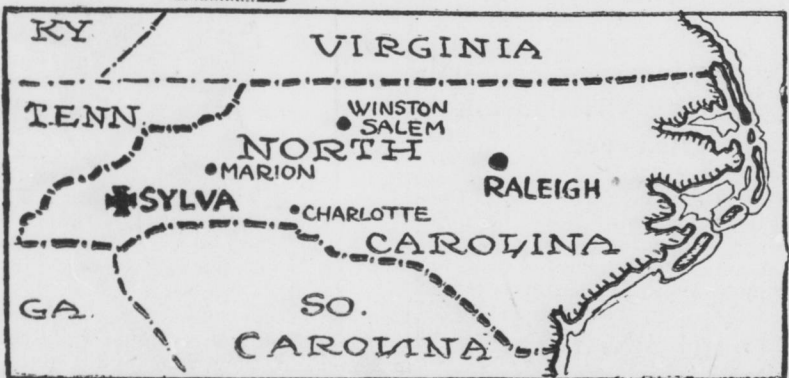 KY
VIRGINIA
TENN.
WINSTON
SALEM
NORTH
MARION
RALEIGH
SYLVA
CHARLOTTE
CAROLINA
GA.
SO.
CAROLINA